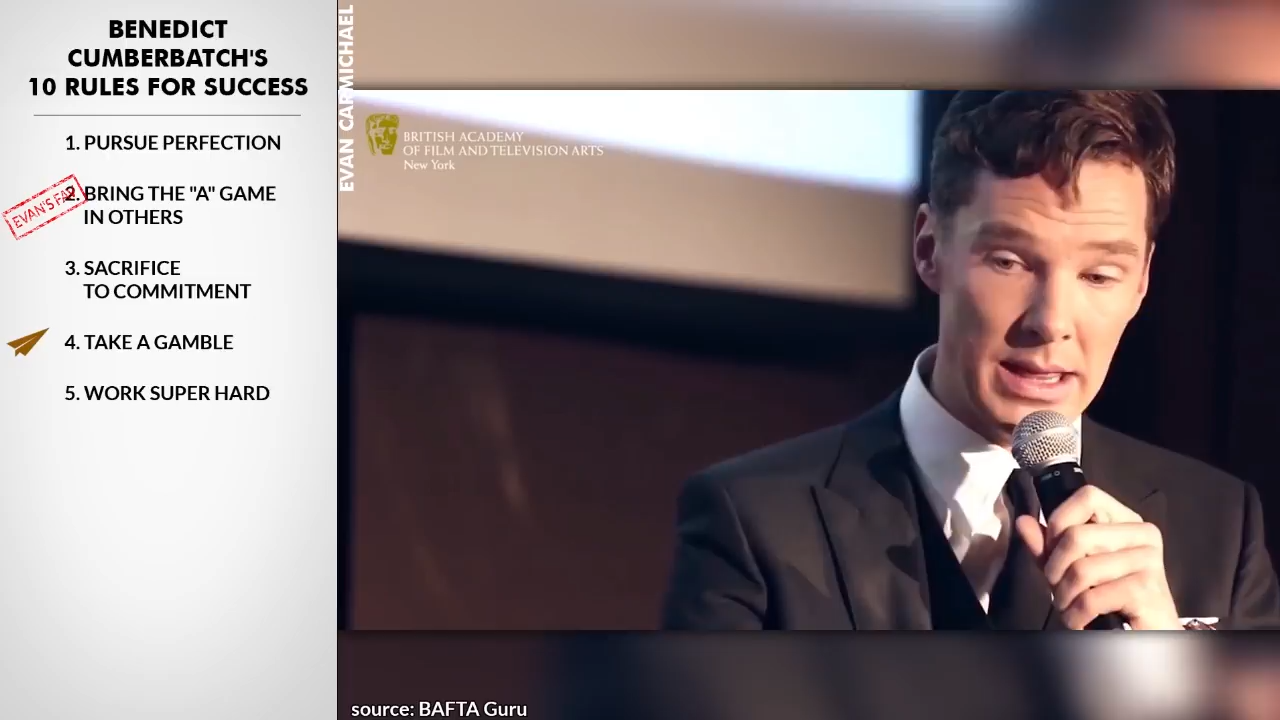 BENEDICT
CUMBERBATCH'S
10 RULES FOR SUCCESS
1. PURSUE PERFECTION
2. BRING THE "A" GAME
IN OTHERS
EVAN'S FAV
3. SACRIFICE
TO COMMITMENT
4. TAKE A GAMBLE
5. WORK SUPER HARD
EVAN CARMICHAEL
BRITISH ACADEMY
OF FILM AND TELEVISION ARTS
New York
source: BAFTA Guru